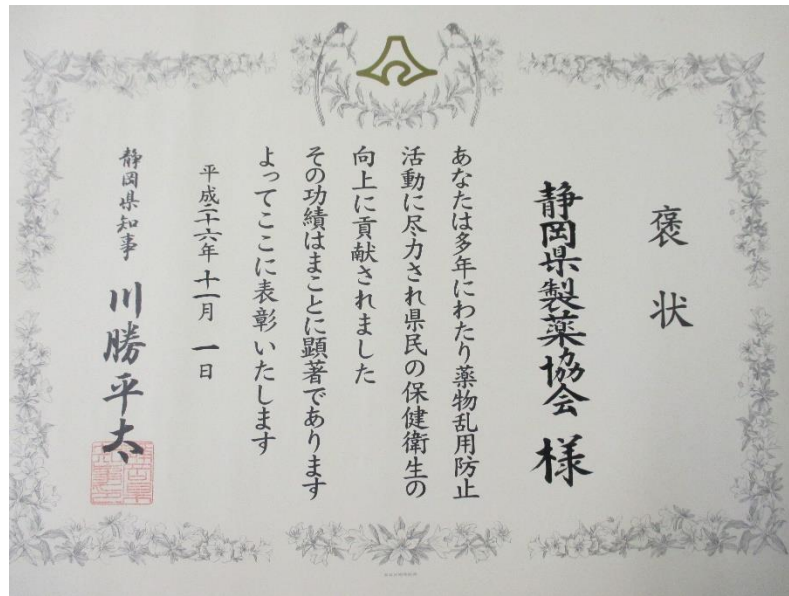 褒状
静岡県製薬協会 様
あなたは多年にわたり薬物乱用防止
活動に尽力され県民の保健衛生の
向上に貢献されました
その功績はまことに顕著であります
よってここに表彰いたします
平成二十六年十一月一日
静岡県知事 川勝平太